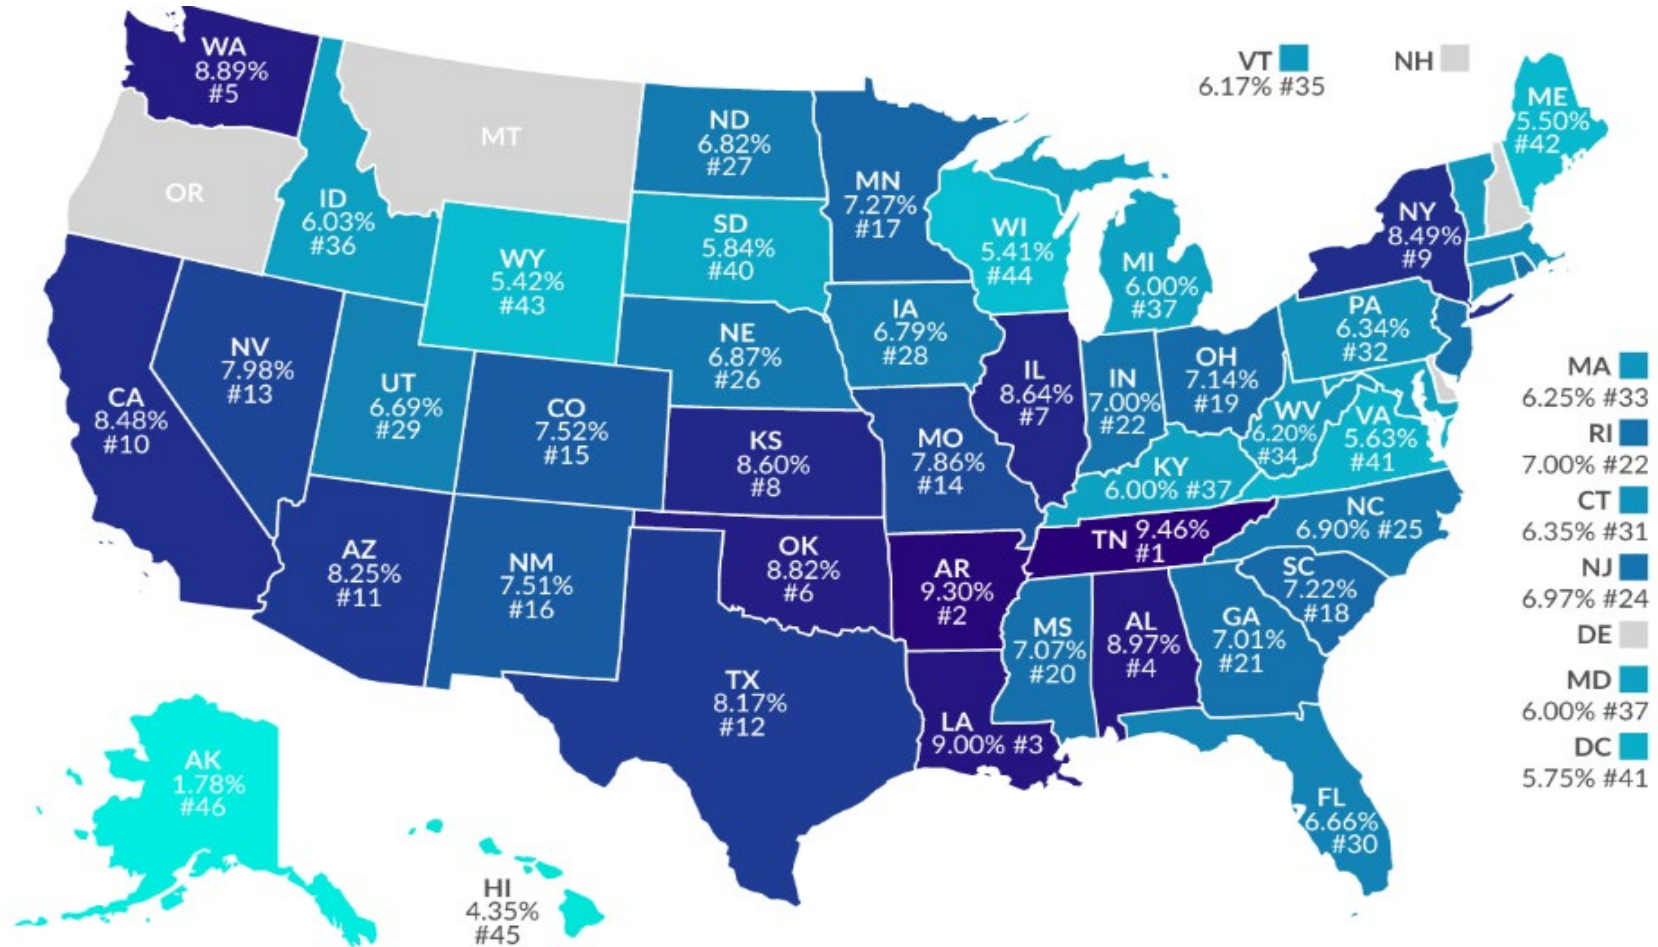 WA
8.89%
#5
VT
6.17% #35
NH
ME
5.50%
#42
MT
ND
6.82%
#27
MN
7.27%
#17
OR
ID
6.03%
#36
SD
5.84%
#40
WI
5.41%
#44
NY
8.49%
#9
WY
5.42%
#43
MI
6.00%
#37
IA
6.79%
#28
PA
6.34%
#32
NV
7.98%
#13
NE
6.87%
#26
OH
7.14%
#19
MA
6.25% #33
UT
6.69%
#29
IL
8.64%
#7
IN
7.00%
#22
CA
8.48%
#10
CO
7.52%
#15
WV
6.20%
#34
VA
5.63%
#41
RI
7.00% #22
KS
8.60%
#8
MO
7.86%
#14
KY
6.00% #37
CT
6.35% #31
NC
6.90% #25
TN 9.46%
#1
AZ
8.25%
#11
NM
7.51%
#16
OK
8.82%
#6
AR
9.30%
#2
SC
7.22%
#18
NJ
6.97% #24
MS
7.07%
#20
AL
8.97%
#4
GA
7.01%
#21
DE
TX
8.17%
#12
LA
9.00% #3
MD
6.00% #37
DC
5.75% #41
AK
1.78%
#46
FL
6.66%
#30
HI
4.35%
#45